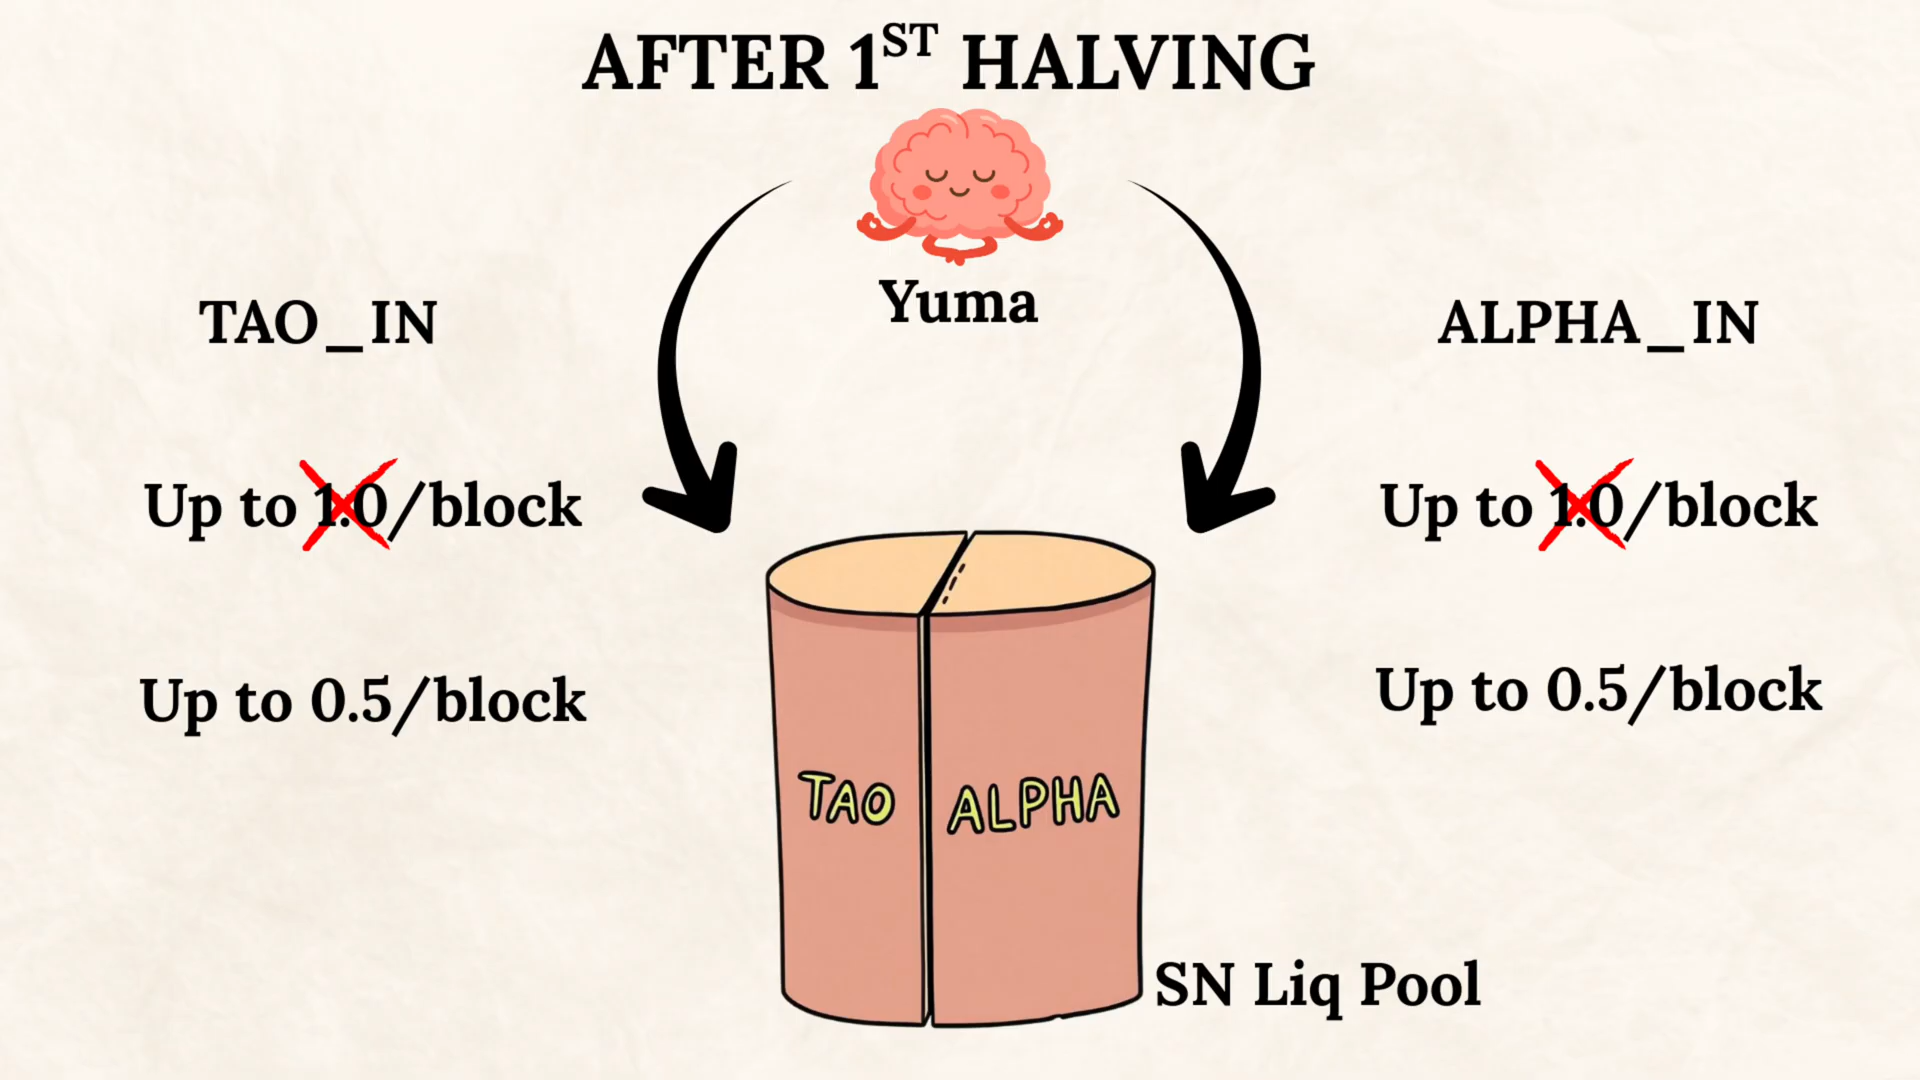 AFTER 1ST HALVING
Yuma
TAO_IN
ALPHA_IN
Up to 1.0/block
Up to 1.0/block
Up to 0.5/block
Up to 0.5/block
TAO
ALPHA
SN Liq Pool